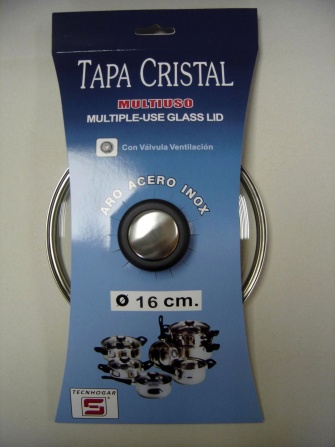 TAPA CRISTAL
MULTIUSO
MULTIPLE-USE GLASS LID
Con Válvula Ventilación
ARO ACERO INOX
Ø 16 cm.
TECNHOGAR
S